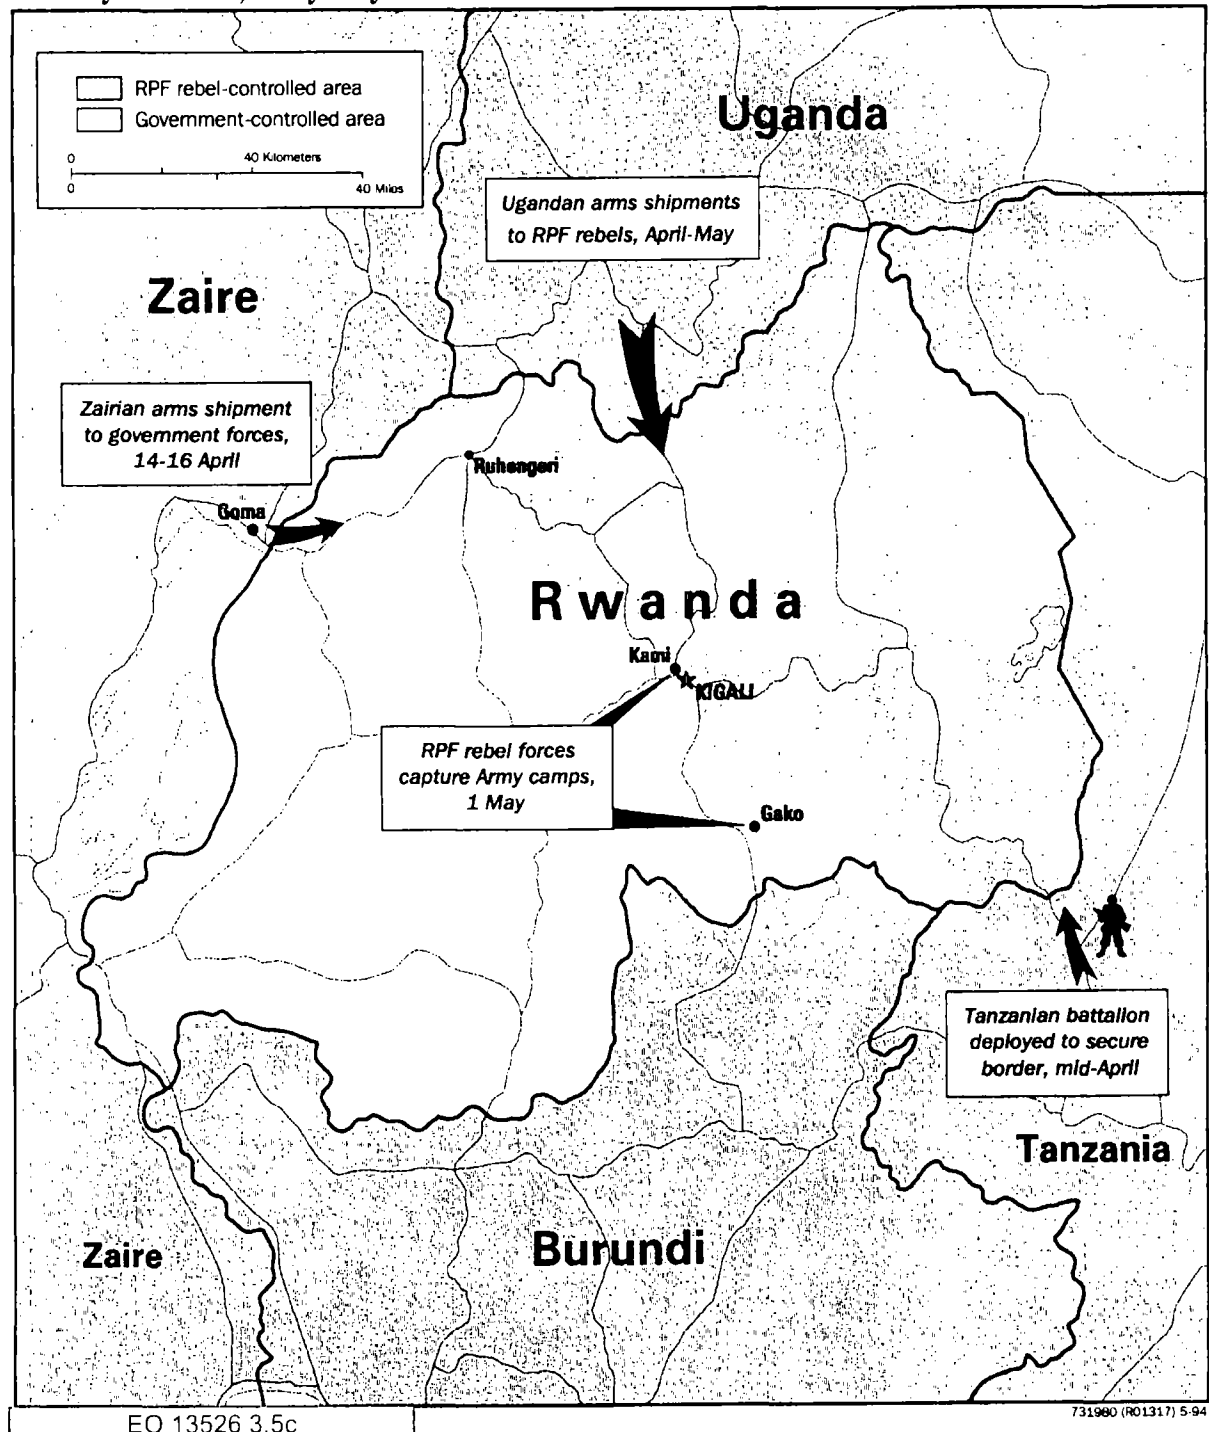 RPF rebel-controlled area
Government-controlled area
0
40 Kilometers
0
40 Miles
Uganda
Ugandan arms shipments
to RPF rebels, April-May
Zaire
Zairian arms shipment
to government forces,
14-16 April
Ruhengeri
Goma
Rwanda
Kami
KIGALI
RPF rebel forces
capture Army camps,
1 May
Gako
Tanzanian battalion
deployed to secure
border, mid-April
Tanzania
Zaire
Burundi
731980 (R01317) 5-94
EO 13526 3.5c